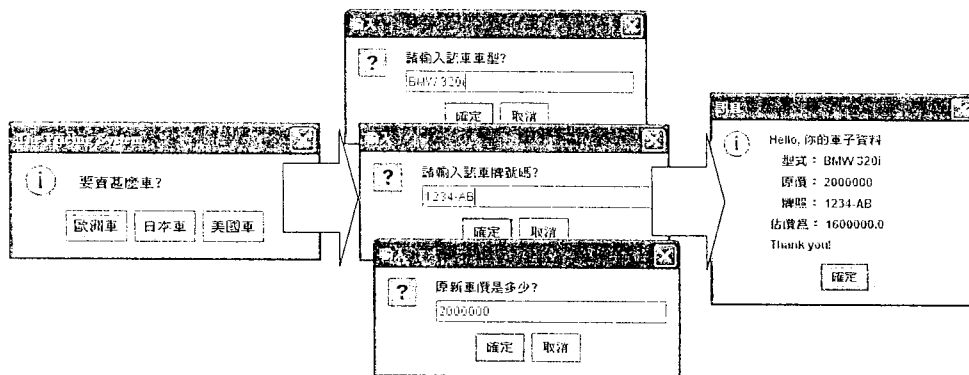 要賣甚麼車?
歐洲車 日本車 美國車
請輸入該車車型?
BMW 320i
確定 取消
請輸入該車牌號碼?
1234-AB
確定 取消
原新車價是多少?
2000000
確定 取消
訊息
Hello, 你的車子資料
型式: BMW 320i
原價: 2000000
牌照: 1234-AB
估價為: 1600000.0
Thank you!
確定